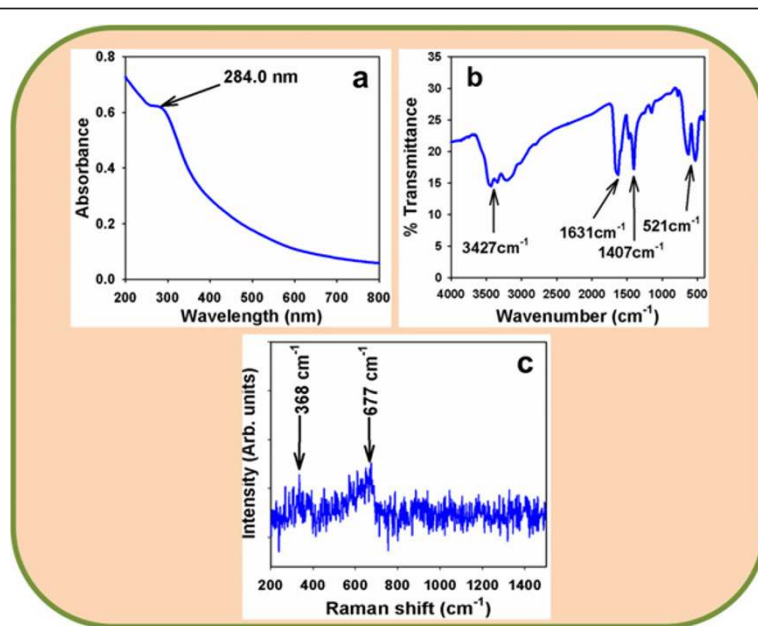 a
284.0 nm
Absorbance
0.8
0.6
0.4
0.2
0.0
200 300 400 500 600 700 800
Wavelength (nm)
b
% Transmittance
35
30
25
20
15
10
5
0
3427cm⁻¹
1631cm⁻¹
1407cm⁻¹
521cm⁻¹
4000 3500 3000 2500 2000 1500 1000 500
Wavenumber (cm⁻¹)
c
Intensity (Arb. units)
368 cm⁻¹
677 cm⁻¹
200 400 600 800 1000 1200 1400
Raman shift (cm⁻¹)